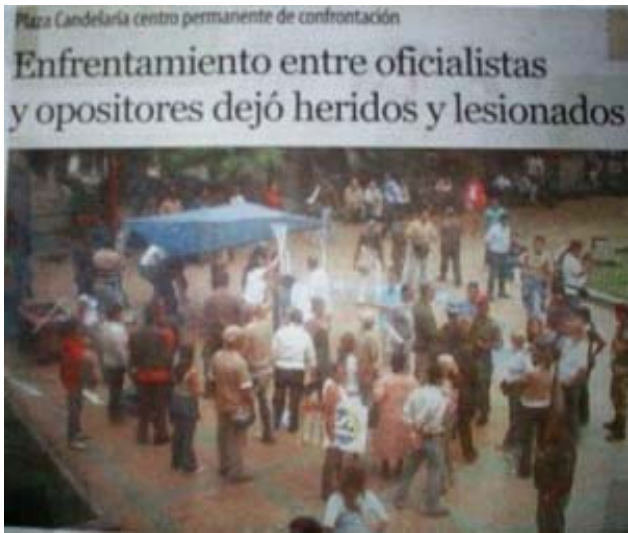 Plaza Candelaria centro permanente de confrontación
Enfrentamiento entre oficialistas
y opositores dejó heridos y lesionados